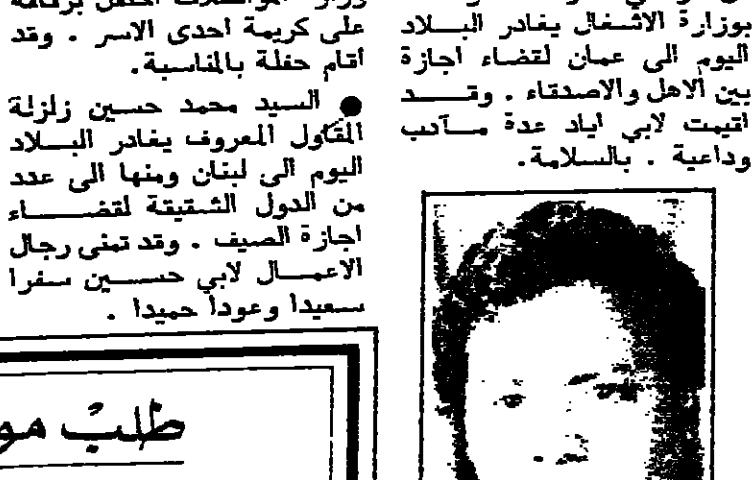 بوزارة الاشغال يغادر البلاد
اليوم الى عمان لقضاء اجازة
بين الاهل والاصدقاء . وقد
اقيمت لابي اياد عدة مآدب
وداعية . بالسلامة.
على كريمة احدى الاسر . وقد
أقام حفلة بالمناسبة.
● السيد محمد حسين زلزلة
المقاول المعروف يغادر البلاد
اليوم الى لبنان ومنها الى عدد
من الدول الشقيقة لقضاء
اجازة الصيف . وقد تمنى رجال
الاعمال لابي حسين سفرا
سعيدا وعودا حميدا .
طلب